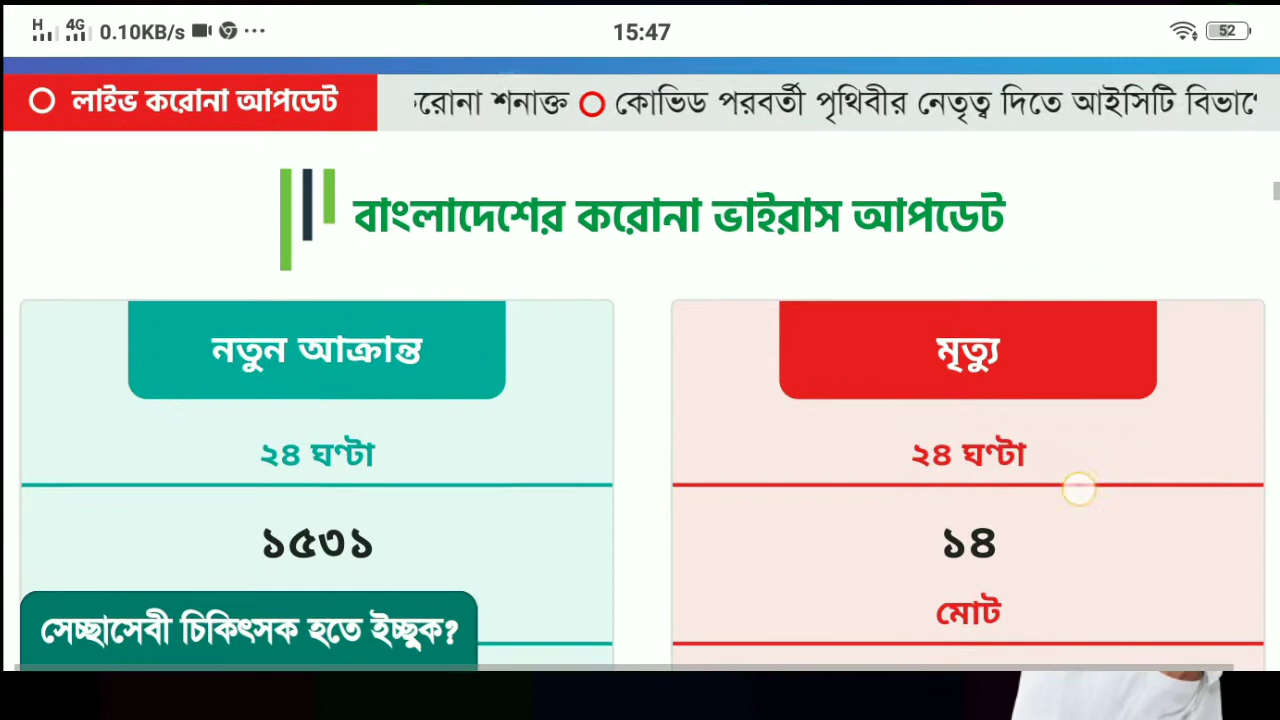 H 4G 0.10KB/s ... 15:47 52
লাইভ করোনা আপডেট
শনাক্ত কোভিড পরবর্তী পৃথিবীর নেতৃত্ব দিতে আইসিটি
বাংলাদেশের করোনা ভাইরাস আপডেট
নতুন আক্রান্ত
২৪ ঘণ্টা
১৫৩১
মৃত্যু
২৪ ঘণ্টা
১৪
মোট
সেচ্ছাসেবী চিকিৎসক হতে ইচ্ছুক?